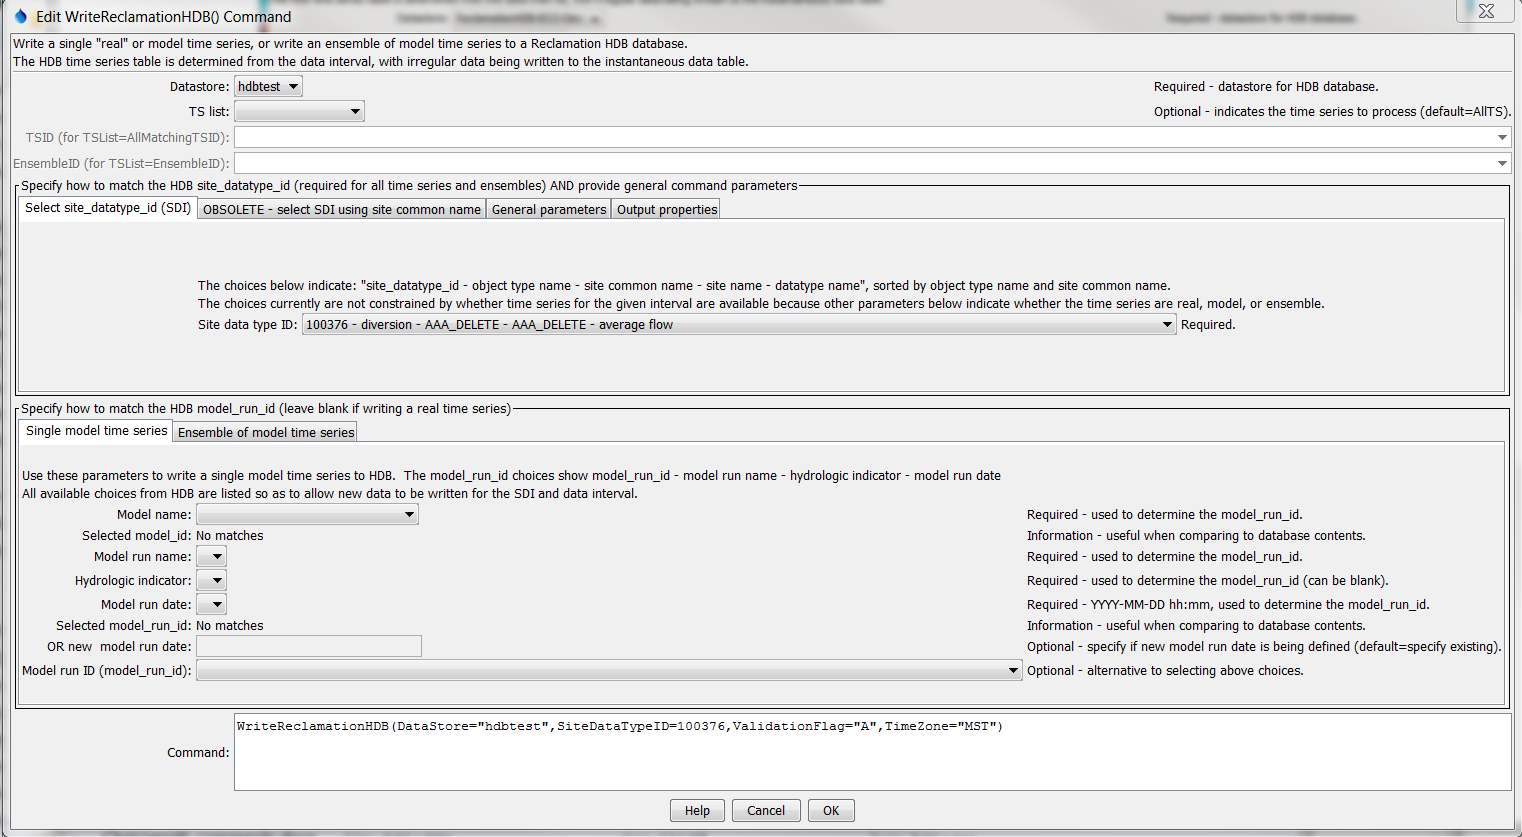 Edit WriteReclamationHDB() Command
Write a single "real" or model time series, or write an ensemble of model time series to a Reclamation HDB database.
The HDB time series table is determined from the data interval, with irregular data being written to the instantaneous data table.
Datastore: hdbtest Required - datastore for HDB database.
TS list: Optional - indicates the time series to process (default=AllTS).
TSID (for TSList=AllMatchingTSID):
EnsembleID (for TSList=EnsembleID):
Specify how to match the HDB site_datatype_id (required for all time series and ensembles) AND provide general command parameters
Select site_datatype_id (SDI) OBSOLETE - select SDI using site common name General parameters Output properties
The choices below indicate: "site_datatype_id - object type name - site common name - site name - datatype name", sorted by object type name and site common name.
The choices currently are not constrained by whether time series for the given interval are available because other parameters below indicate whether the time series are real, model, or ensemble.
Site data type ID: 100376 - diversion - AAA_DELETE - AAA_DELETE - average flow Required.
Specify how to match the HDB model_run_id (leave blank if writing a real time series)
Single model time series Ensemble of model time series
Use these parameters to write a single model time series to HDB.  The model_run_id choices show model_run_id - model run name - hydrologic indicator - model run date
All available choices from HDB are listed so as to allow new data to be written for the SDI and data interval.
Model name: Required - used to determine the model_run_id.
Selected model_id: No matches Information - useful when comparing to database contents.
Model run name: Required - used to determine the model_run_id.
Hydrologic indicator: Required - used to determine the model_run_id (can be blank).
Model run date: Required - YYYY-MM-DD hh:mm, used to determine the model_run_id.
Selected model_run_id: No matches Information - useful when comparing to database contents.
OR new  model run date: Optional - specify if new model run date is being defined (default=specify existing).
Model run ID (model_run_id): Optional - alternative to selecting above choices.
Command: WriteReclamationHDB(DataStore="hdbtest",SiteDataTypeID=100376,ValidationFlag="A",TimeZone="MST")
Help Cancel OK